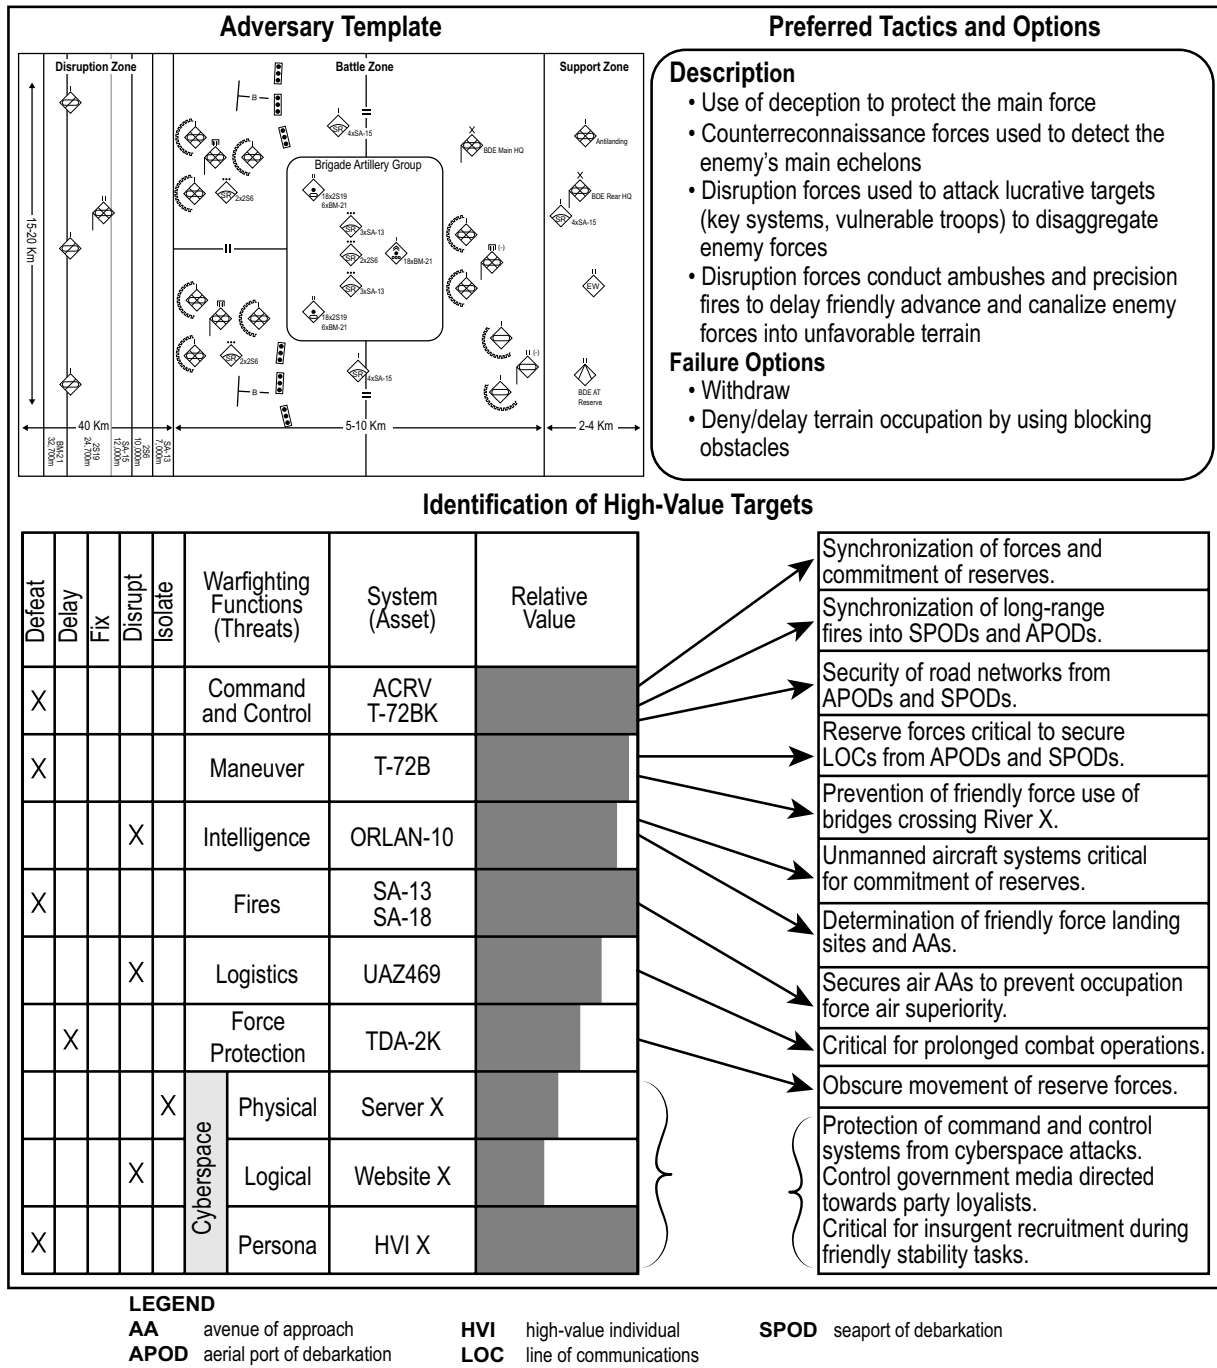 Adversary Template
Disruption Zone
Battle Zone
Support Zone
B
4xSA-15
BDE Main HQ
Antilanding
Brigade Artillery Group
2x2S6
18x2S19
6xBM-21
BDE Rear HQ
4xSA-15
3xSA-13
2x2S6
18xBM-21
3xSA-13
EW
18x2S19
6xBM-21
2x2S6
4xSA-15
B
BDE AT
Reserve
15-20 Km
40 Km
5-10 Km
2-4 Km
BM-21
32,700m
2S19
24,700m
SA-15
12,000m
2S6
10,000m
SA-13
7,000m
Preferred Tactics and Options
Description
• Use of deception to protect the main force
• Counterreconnaissance forces used to detect the
enemy's main echelons
• Disruption forces used to attack lucrative targets
(key systems, vulnerable troops) to disaggregate
enemy forces
• Disruption forces conduct ambushes and precision
fires to delay friendly advance and canalize enemy
forces into unfavorable terrain
Failure Options
• Withdraw
• Deny/delay terrain occupation by using blocking
obstacles
Identification of High-Value Targets
Defeat
Delay
Fix
Disrupt
Isolate
Warfighting
Functions
(Threats)
System
(Asset)
Relative
Value
X
Command
and Control
ACRV
T-72BK
X
Maneuver
T-72B
X
Intelligence
ORLAN-10
X
Fires
SA-13
SA-18
X
Logistics
UAZ469
X
Force
Protection
TDA-2K
Cyberspace
X
Physical
Server X
X
Logical
Website X
X
Persona
HVI X
Synchronization of forces and
commitment of reserves.
Synchronization of long-range
fires into SPODs and APODs.
Security of road networks from
APODs and SPODs.
Reserve forces critical to secure
LOCs from APODs and SPODs.
Prevention of friendly force use of
bridges crossing River X.
Unmanned aircraft systems critical
for commitment of reserves.
Determination of friendly force landing
sites and AAs.
Secures air AAs to prevent occupation
force air superiority.
Critical for prolonged combat operations.
Obscure movement of reserve forces.
Protection of command and control
systems from cyberspace attacks.
Control government media directed
towards party loyalists.
Critical for insurgent recruitment during
friendly stability tasks.
LEGEND
AA avenue of approach
APOD aerial port of debarkation
HVI high-value individual
LOC line of communications
SPOD seaport of debarkation